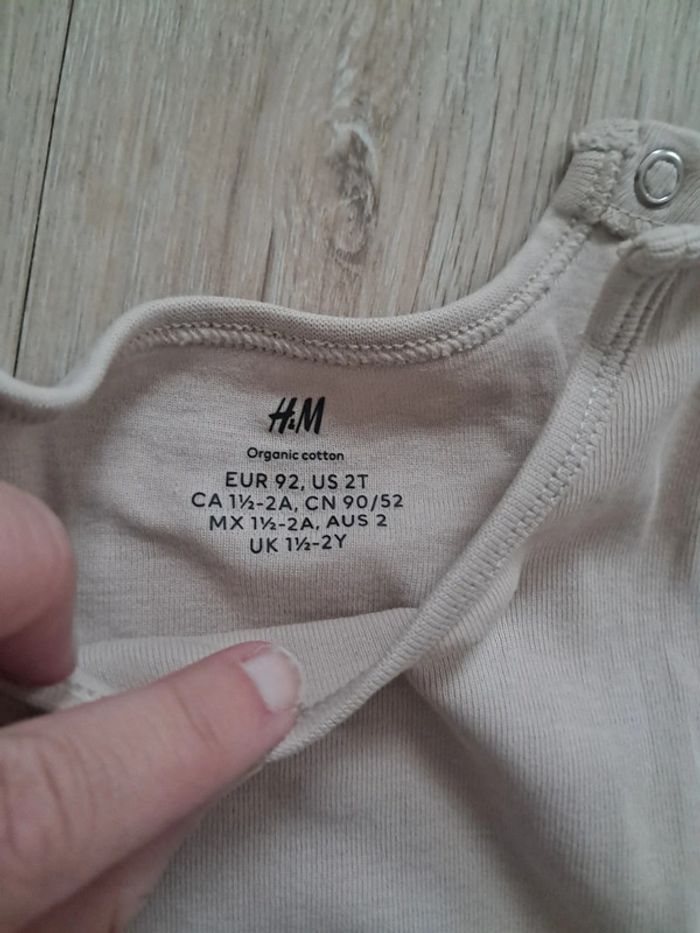 H&M
Organic cotton
EUR 92, US 2T
CA 1½-2A, CN 90/52
MX 1½-2A, AUS 2
UK 1½-2Y